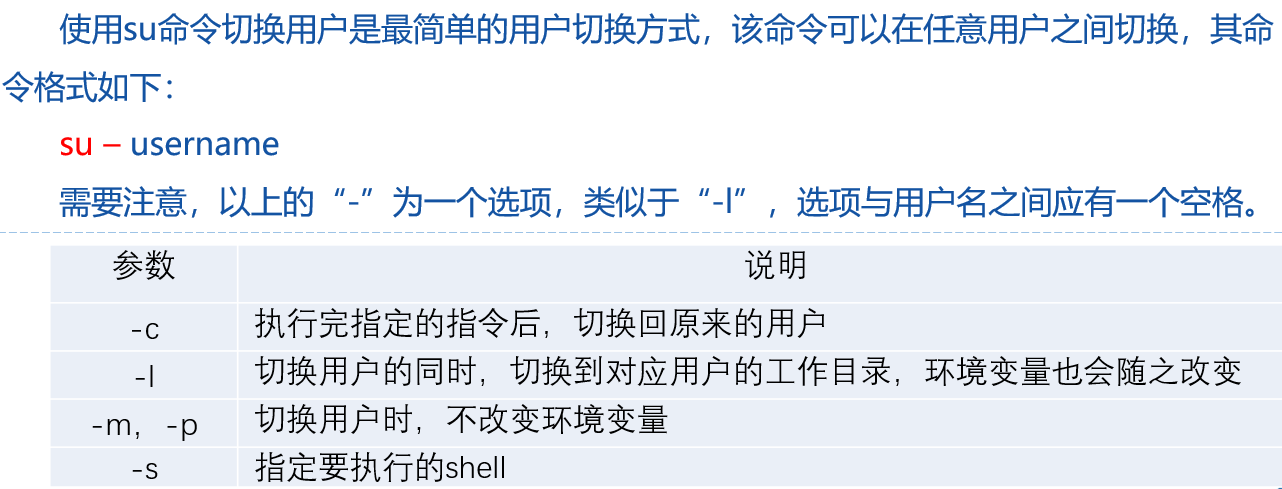 使用su命令切换用户是最简单的用户切换方式，该命令可以在任意用户之间切换，其命
令格式如下：
su – username
需要注意，以上的“-”为一个选项，类似于“-l”，选项与用户名之间应有一个空格。
参数 说明
-c 执行完指定的指令后，切换回原来的用户
-l 切换用户的同时，切换到对应用户的工作目录，环境变量也会随之改变
-m，-p 切换用户时，不改变环境变量
-s 指定要执行的shell